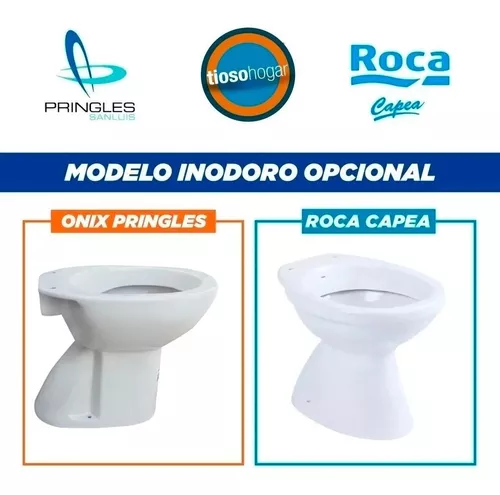 PRINGLES
SANLUIS
tiosohogar
Roca
Capea
MODELO INODORO OPCIONAL
ONIX PRINGLES
ROCA CAPEA